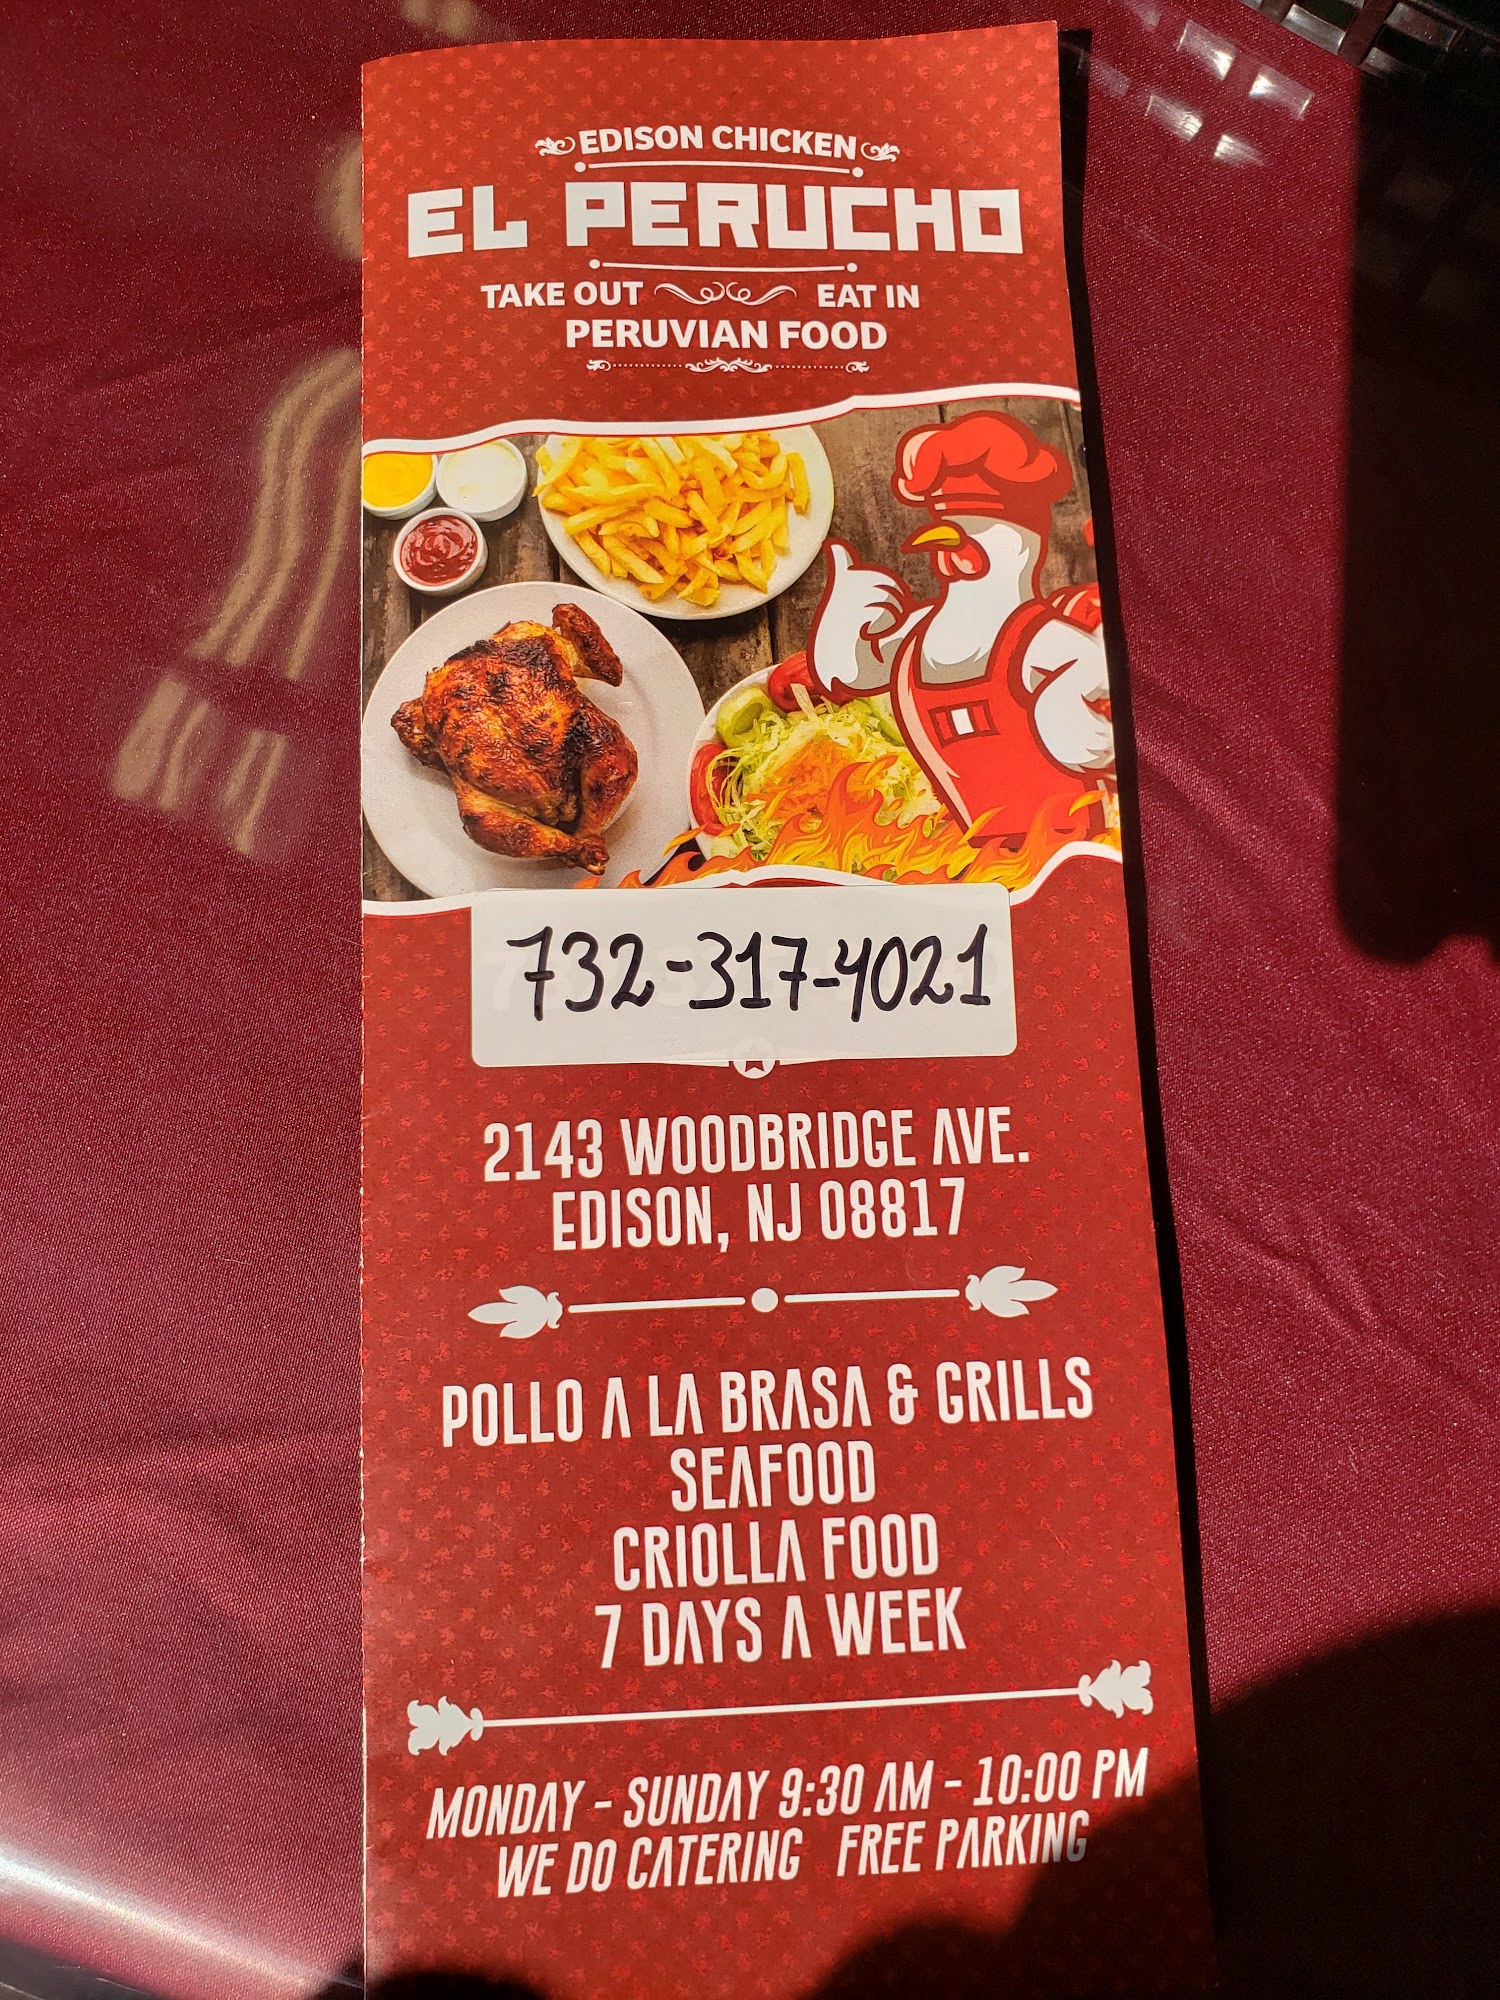 EDISON CHICKEN
EL PERUCHO
TAKE OUT EAT IN
PERUVIAN FOOD
732-317-4021
2143 WOODBRIDGE AVE.
EDISON, NJ 08817
POLLO A LA BRASA & GRILLS
SEAFOOD
CRIOLLA FOOD
7 DAYS A WEEK
MONDAY - SUNDAY 9:30 AM - 10:00 PM
WE DO CATERING FREE PARKING